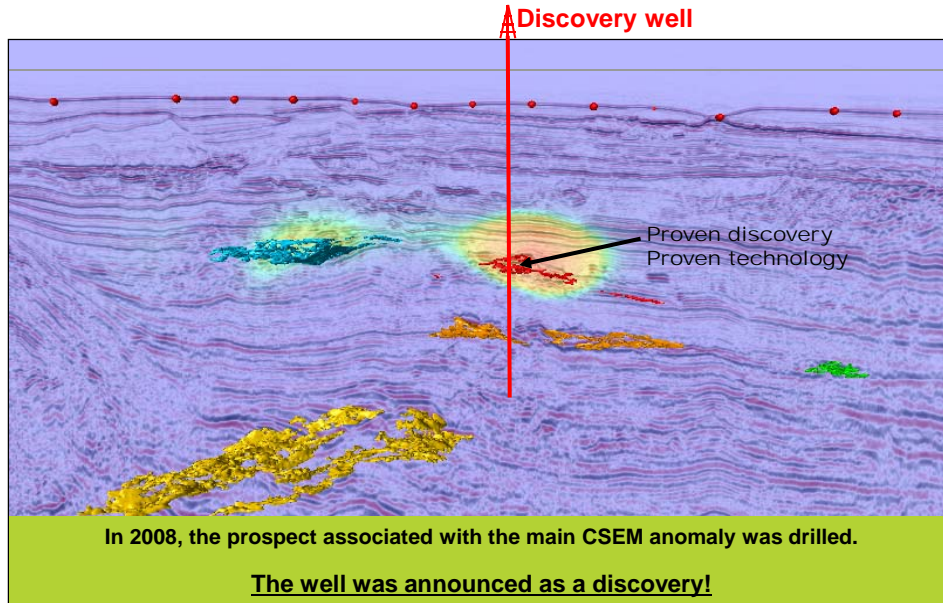 Discovery well
Proven discovery
Proven technology
In 2008, the prospect associated with the main CSEM anomaly was drilled.
The well was announced as a discovery!